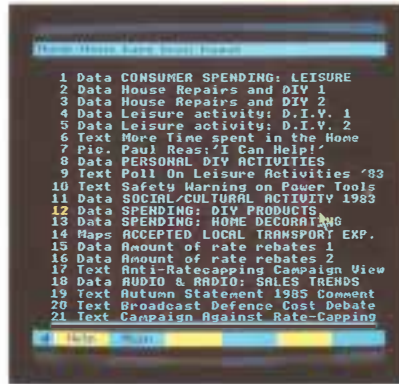 1 Data CONSUMER SPENDING: LEISURE
2 Data House Repairs and DIY 1
3 Data House Repairs and DIY 2
4 Data Leisure activity: D.I.Y. 1
5 Data Leisure activity: D.I.Y. 2
6 Text More Time spent in the Home
7 Pic. Paul Reas:'I Can Help!'
8 Data PERSONAL DIY ACTIVITIES
9 Text Poll On Leisure Activities '83
10 Text Safety Warning on Power Tools
11 Data SOCIAL/CULTURAL ACTIVITY 1983
12 Data SPENDING: DIY PRODUCTS
13 Data SPENDING: HOME DECORATING
14 Maps ACCEPTED LOCAL TRANSPORT EXP.
15 Data Amount of rate rebates 1
16 Data Amount of rate rebates 2
17 Text Anti-Ratecapping Campaign View
18 Data AUDIO & RADIO: SALES TRENDS
19 Text Autumn Statement 1985 Comment
20 Text Broadcast Defence Cost Debate
21 Text Campaign Against Rate-Capping
Help Main